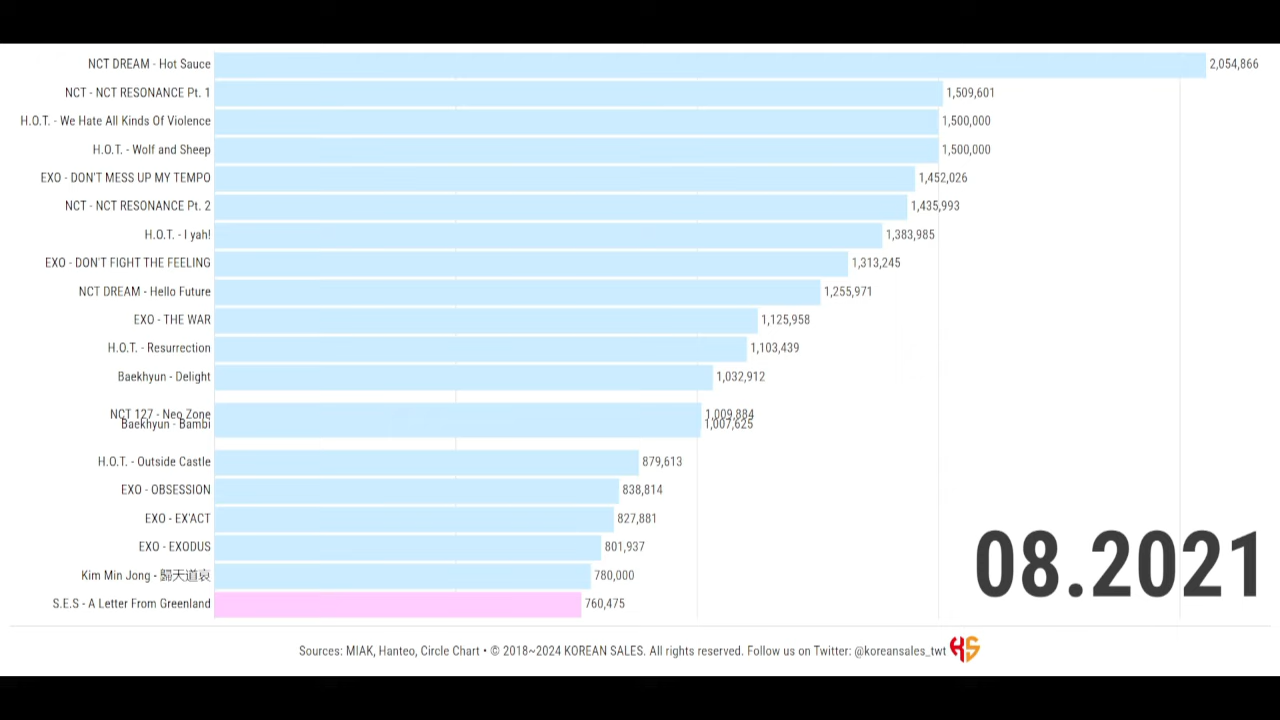 NCT DREAM - Hot Sauce 2,054,866
NCT - NCT RESONANCE Pt. 1 1,509,601
H.O.T. - We Hate All Kinds Of Violence 1,500,000
H.O.T. - Wolf and Sheep 1,500,000
EXO - DON'T MESS UP MY TEMPO 1,452,026
NCT - NCT RESONANCE Pt. 2 1,435,993
H.O.T. - I yah! 1,383,985
EXO - DON'T FIGHT THE FEELING 1,313,245
NCT DREAM - Hello Future 1,255,971
EXO - THE WAR 1,125,958
H.O.T. - Resurrection 1,103,439
Baekhyun - Delight 1,032,912
NCT 127 - Neo Zone 1,009,884
Baekhyun - Bambi 1,007,625
H.O.T. - Outside Castle 879,613
EXO - OBSESSION 838,814
EXO - EX'ACT 827,881
EXO - EXODUS 801,937
Kim Min Jong - 歸天道哀 780,000
S.E.S - A Letter From Greenland 760,475
08.2021
Sources: MIAK, Hanteo, Circle Chart • © 2018~2024 KOREAN SALES. All rights reserved. Follow us on Twitter: @koreansales_twt KS